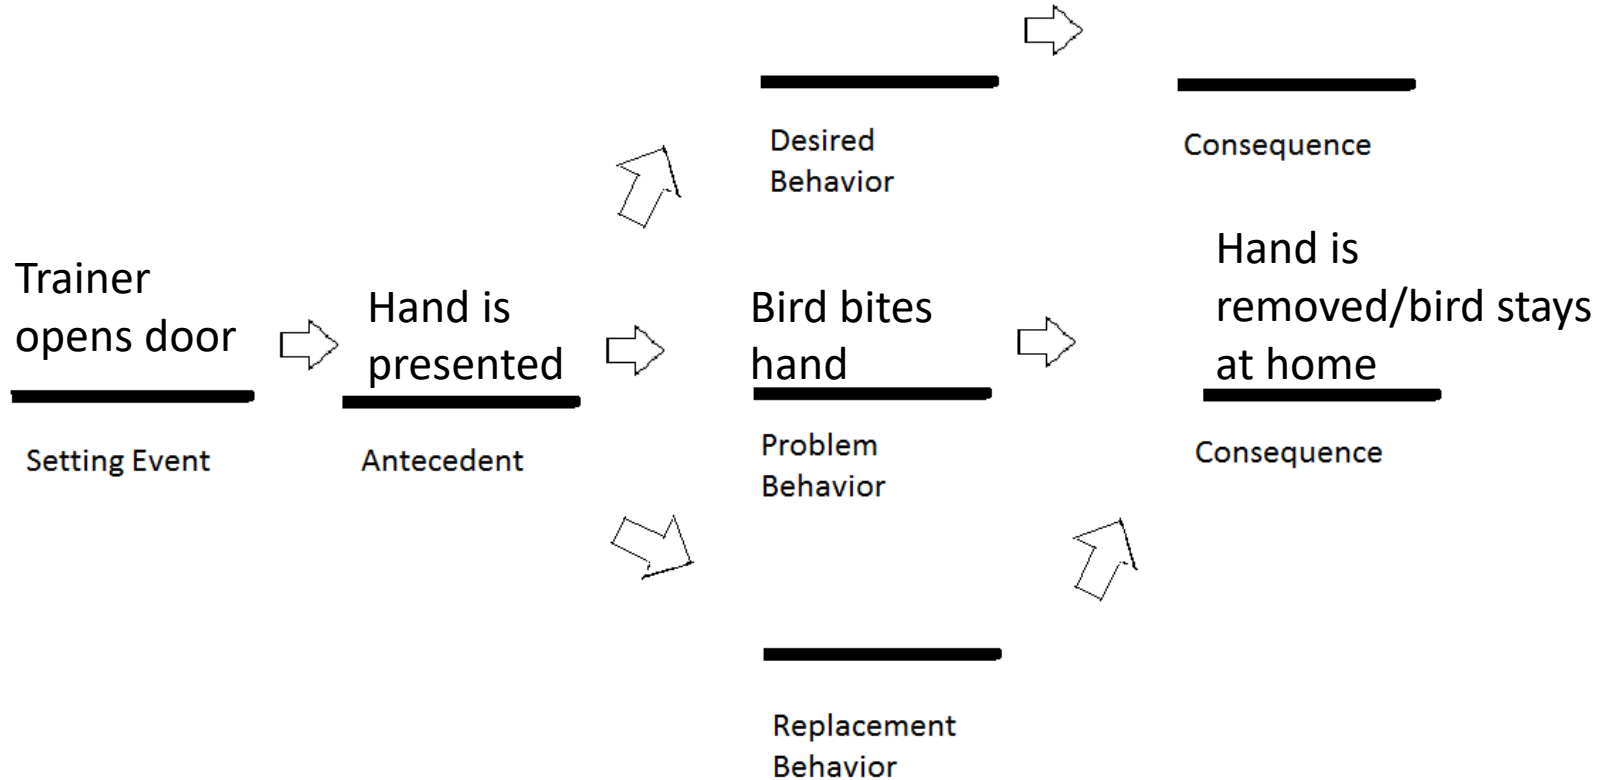 Desired
Behavior
Consequence
Trainer
opens door
Setting Event
Hand is
presented
Antecedent
Bird bites
hand
Problem
Behavior
Hand is
removed/bird stays
at home
Consequence
Replacement
Behavior